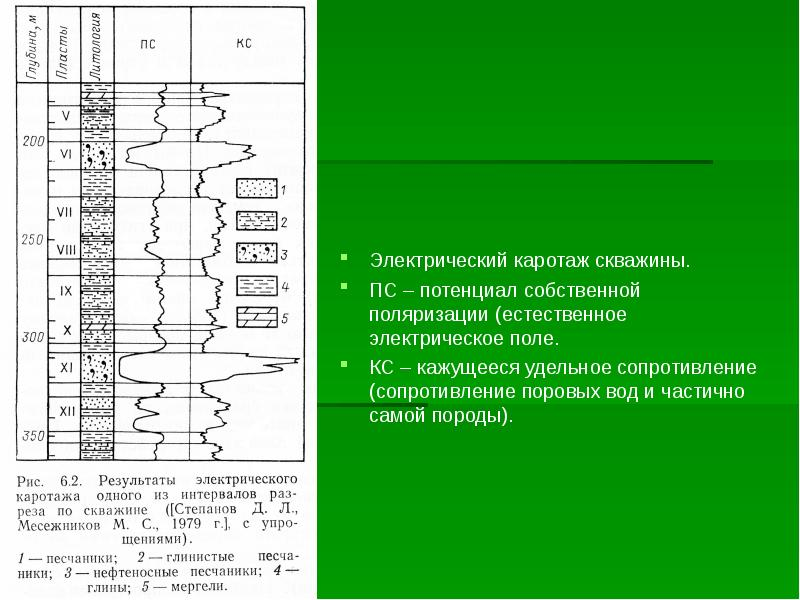 Глубина, м
Пласты
Литология
ПС
КС
V
200
VI
VII
250
VIII
IX
X
300
XI
XII
350
1
2
3
4
5
Рис. 6.2. Результаты электрического
каротажа одного из интервалов раз-
реза по скважине ([Степанов Д. Л.,
Месежников М. С., 1979 г.], с упро-
щениями).
1 — песчаники; 2 — глинистые песча-
ники; 3 — нефтеносные песчаники; 4 —
глины; 5 — мергели.
Электрический каротаж скважины.
ПС – потенциал собственной
поляризации (естественное
электрическое поле.
КС – кажущееся удельное сопротивление
(сопротивление поровых вод и частично
самой породы).